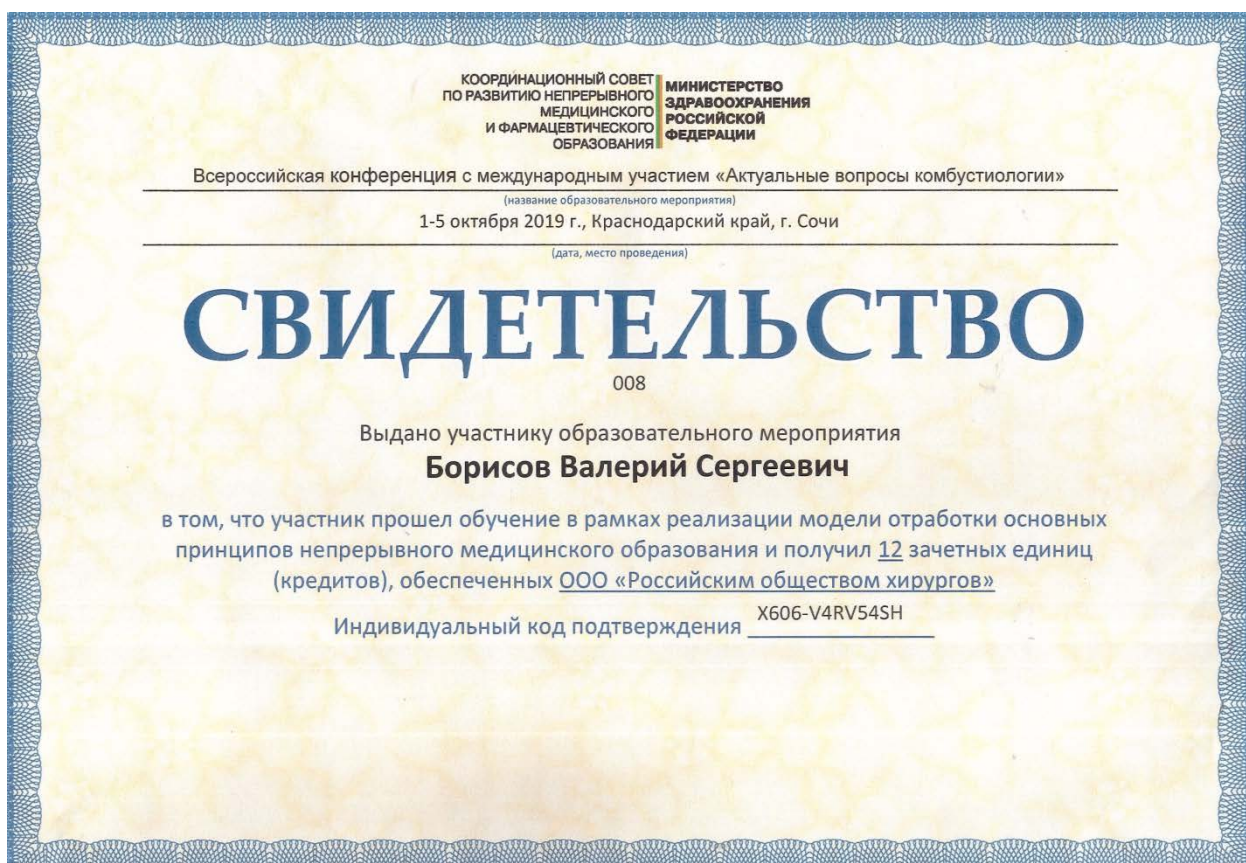 КООРДИНАЦИОННЫЙ СОВЕТ
ПО РАЗВИТИЮ НЕПРЕРЫВНОГО
МЕДИЦИНСКОГО
И ФАРМАЦЕВТИЧЕСКОГО
ОБРАЗОВАНИЯ
МИНИСТЕРСТВО
ЗДРАВООХРАНЕНИЯ
РОССИЙСКОЙ
ФЕДЕРАЦИИ
Всероссийская конференция с международным участием «Актуальные вопросы комбустиологии»
(название образовательного мероприятия)
1-5 октября 2019 г., Краснодарский край, г. Сочи
(дата, место проведения)
СВИДЕТЕЛЬСТВО
008
Выдано участнику образовательного мероприятия
Борисов Валерий Сергеевич
в том, что участник прошел обучение в рамках реализации модели отработки основных
принципов непрерывного медицинского образования и получил 12 зачетных единиц
(кредитов), обеспеченных ООО «Российским обществом хирургов»
Индивидуальный код подтверждения X606-V4RV54SH